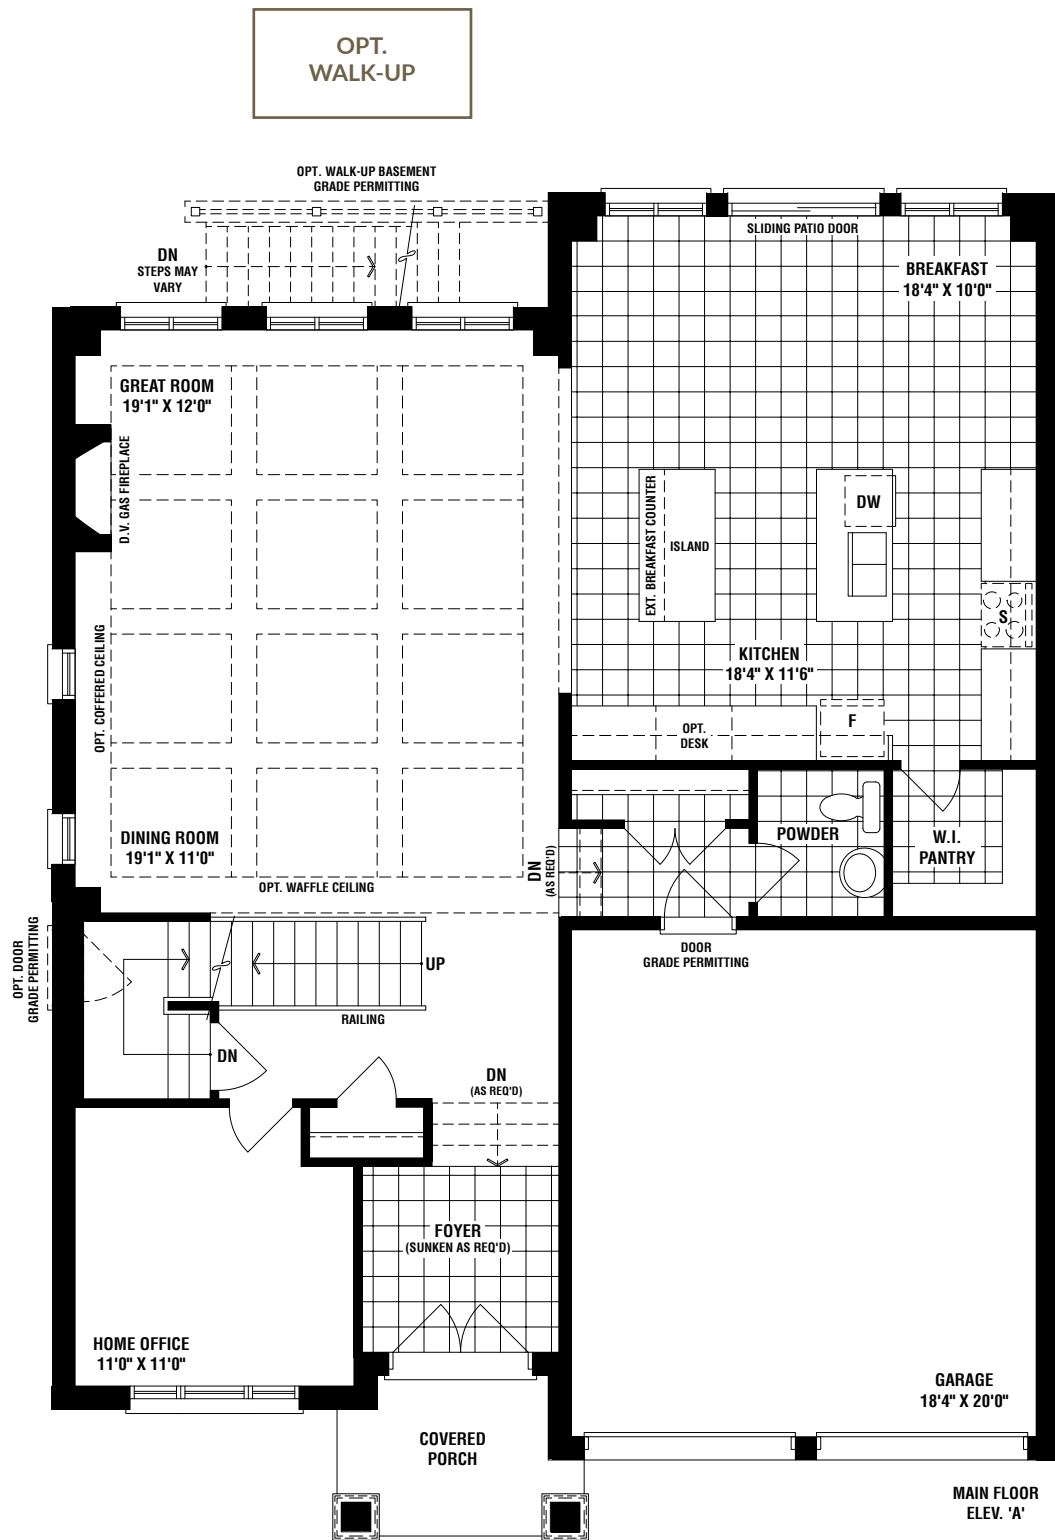 OPT.
WALK-UP
OPT. WALK-UP BASEMENT
GRADE PERMITTING
DN
STEPS MAY
VARY
SLIDING PATIO DOOR
BREAKFAST
18'4" X 10'0"
GREAT ROOM
19'1" X 12'0"
D.V. GAS FIREPLACE
EXT. BREAKFAST COUNTER
ISLAND
DW
S
KITCHEN
18'4" X 11'6"
OPT. COFFERED CEILING
OPT.
DESK
F
DINING ROOM
19'1" X 11'0"
OPT. WAFFLE CEILING
DN
(AS REQ'D)
POWDER
W.I.
PANTRY
OPT. DOOR
GRADE PERMITTING
UP
RAILING
DOOR
GRADE PERMITTING
DN
DN
(AS REQ'D)
FOYER
(SUNKEN AS REQ'D)
HOME OFFICE
11'0" X 11'0"
GARAGE
18'4" X 20'0"
COVERED
PORCH
MAIN FLOOR
ELEV. 'A'